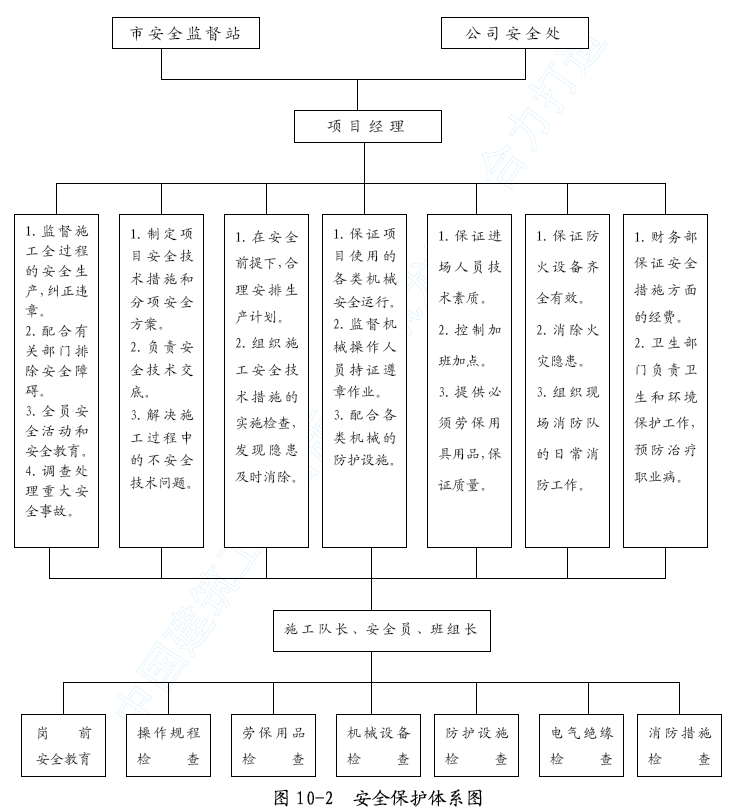 市安全监督站
公司安全处
项目经理
1. 监督施
工全过程
的安全生
产,纠正违
章。
2. 配合有
关部门排
除安全障
碍。
3. 全员安
全活动和
安全教育。
4. 调查处
理重大安
全事故。
1. 制定项
目安全技
术措施和
分项安全
方案。
2. 负责安
全技术交
底。
3. 解决施
工过程中
的不安全
技术问题。
1. 在安全
前提下,合
理安排生
产计划。
2. 组织施
工安全技
术措施的
实施检查,
发现隐患
及时消除。
1. 保证项
目使用的
各类机械
安全运行。
2. 监督机
械操作人
员持证遵
章作业。
3. 配合各
类机械的
防护设施。
1. 保证进
场人员技
术素质。
2. 控制加
班加点。
3. 提供必
须劳保用
具用品,保
证质量。
1. 保证防
火设备齐
全有效。
2. 消除火
灾隐患。
3. 组织现
场消防队
的日常消
防工作。
1. 财务部
保证安全
措施方面
的经费。
2. 卫生部
门负责卫
生和环境
保护工作,
预防治疗
职业病。
施工队长、安全员、班组长
岗前
安全教育
操作规程
检查
劳保用品
检查
机械设备
检查
防护设施
检查
电气绝缘
检查
消防措施
检查
图 10-2 安全保护体系图